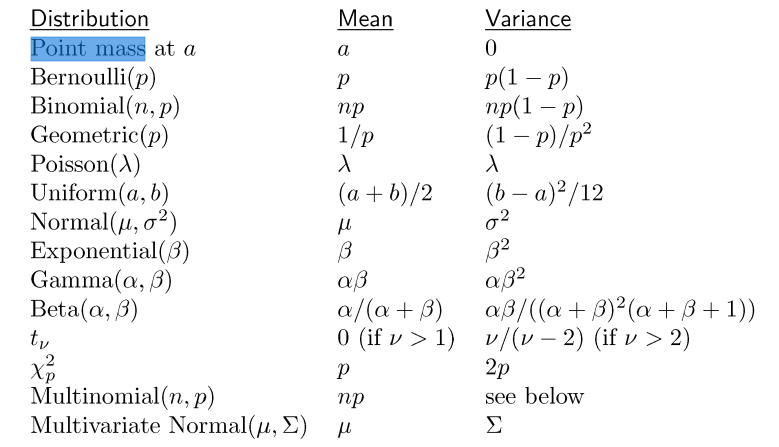 Distribution Mean Variance
Point mass at a a 0
Bernoulli(p) p p(1 − p)
Binomial(n, p) np np(1 − p)
Geometric(p) 1/p (1 − p)/p²
Poisson(λ) λ λ
Uniform(a, b) (a + b)/2 (b − a)²/12
Normal(μ, σ²) μ σ²
Exponential(β) β β²
Gamma(α, β) αβ αβ²
Beta(α, β) α/(α + β) αβ/((α + β)²(α + β + 1))
t_ν 0 (if ν > 1) ν/(ν − 2) (if ν > 2)
χ²_p p 2p
Multinomial(n, p) np see below
Multivariate Normal(μ, Σ) μ Σ